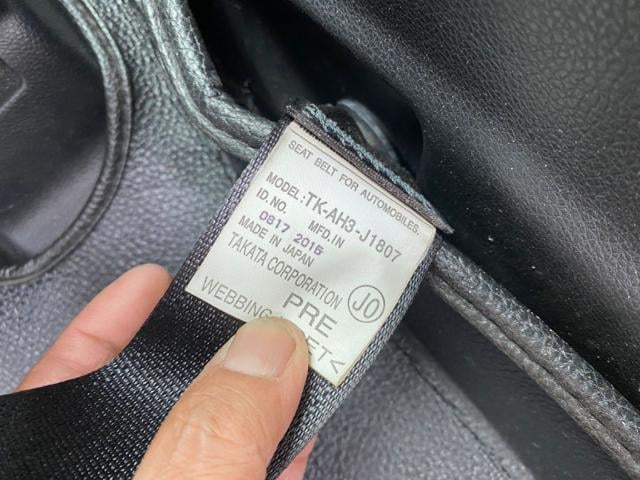 SEAT BELT FOR AUTOMOBILES.
MODEL:TK-AH3-J1807
ID.NO. MFD.IN
0817 2015
MADE IN JAPAN
TAKATA CORPORATION
JO
PRE
WEBBING